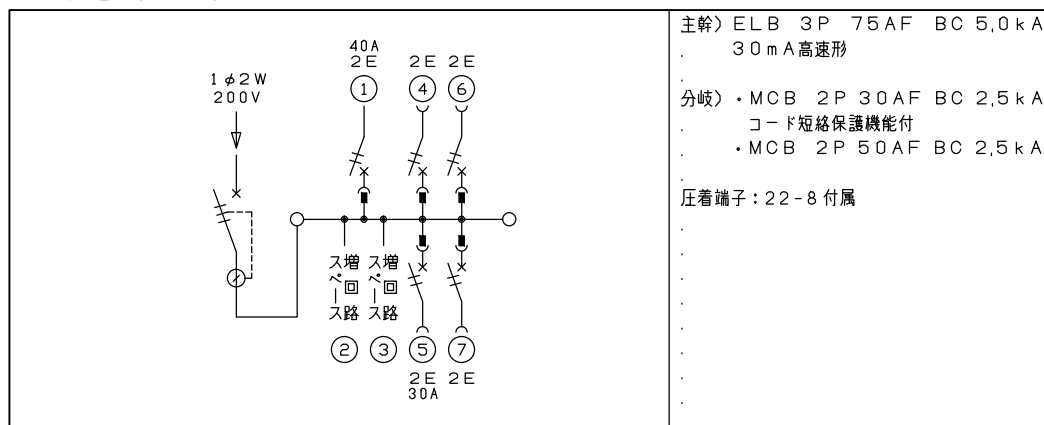 1φ2W
200V
40A
2E
①
2E
④
2E
⑥
増回路
スペース
②
増回路
スペース
③
⑤
2E
30A
⑦
2E
主幹) ELB 3P 75AF BC 5,0kA
30mA高速形
分岐) ・MCB 2P 30AF BC 2,5kA
コード短絡保護機能付
・MCB 2P 50AF BC 2,5kA
圧着端子:22-8付属